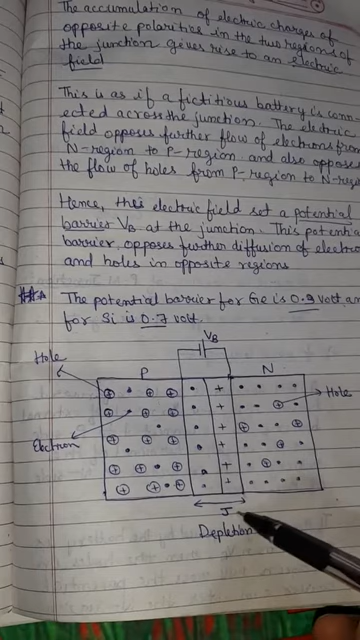 The accumulation of electric charges of
opposite polarities in the two regions of
the junction gives rise to an electric
field
This is as if a fictitious battery is conn-
ected across the junction. The electric
field opposes further flow of electrons from
N-region to P-region and also oppose
the flow of holes from P-region to N-regi
Hence, this electric field set a potential
barrier VB at the junction. This potential
barrier, opposes further diffusion of electron
and holes in opposite regions
The potential barrier for Ge is 0.3 volt, an
for Si is 0.7 volt.
VB
Hole
P
N
Hole
Electron
J
Depletion